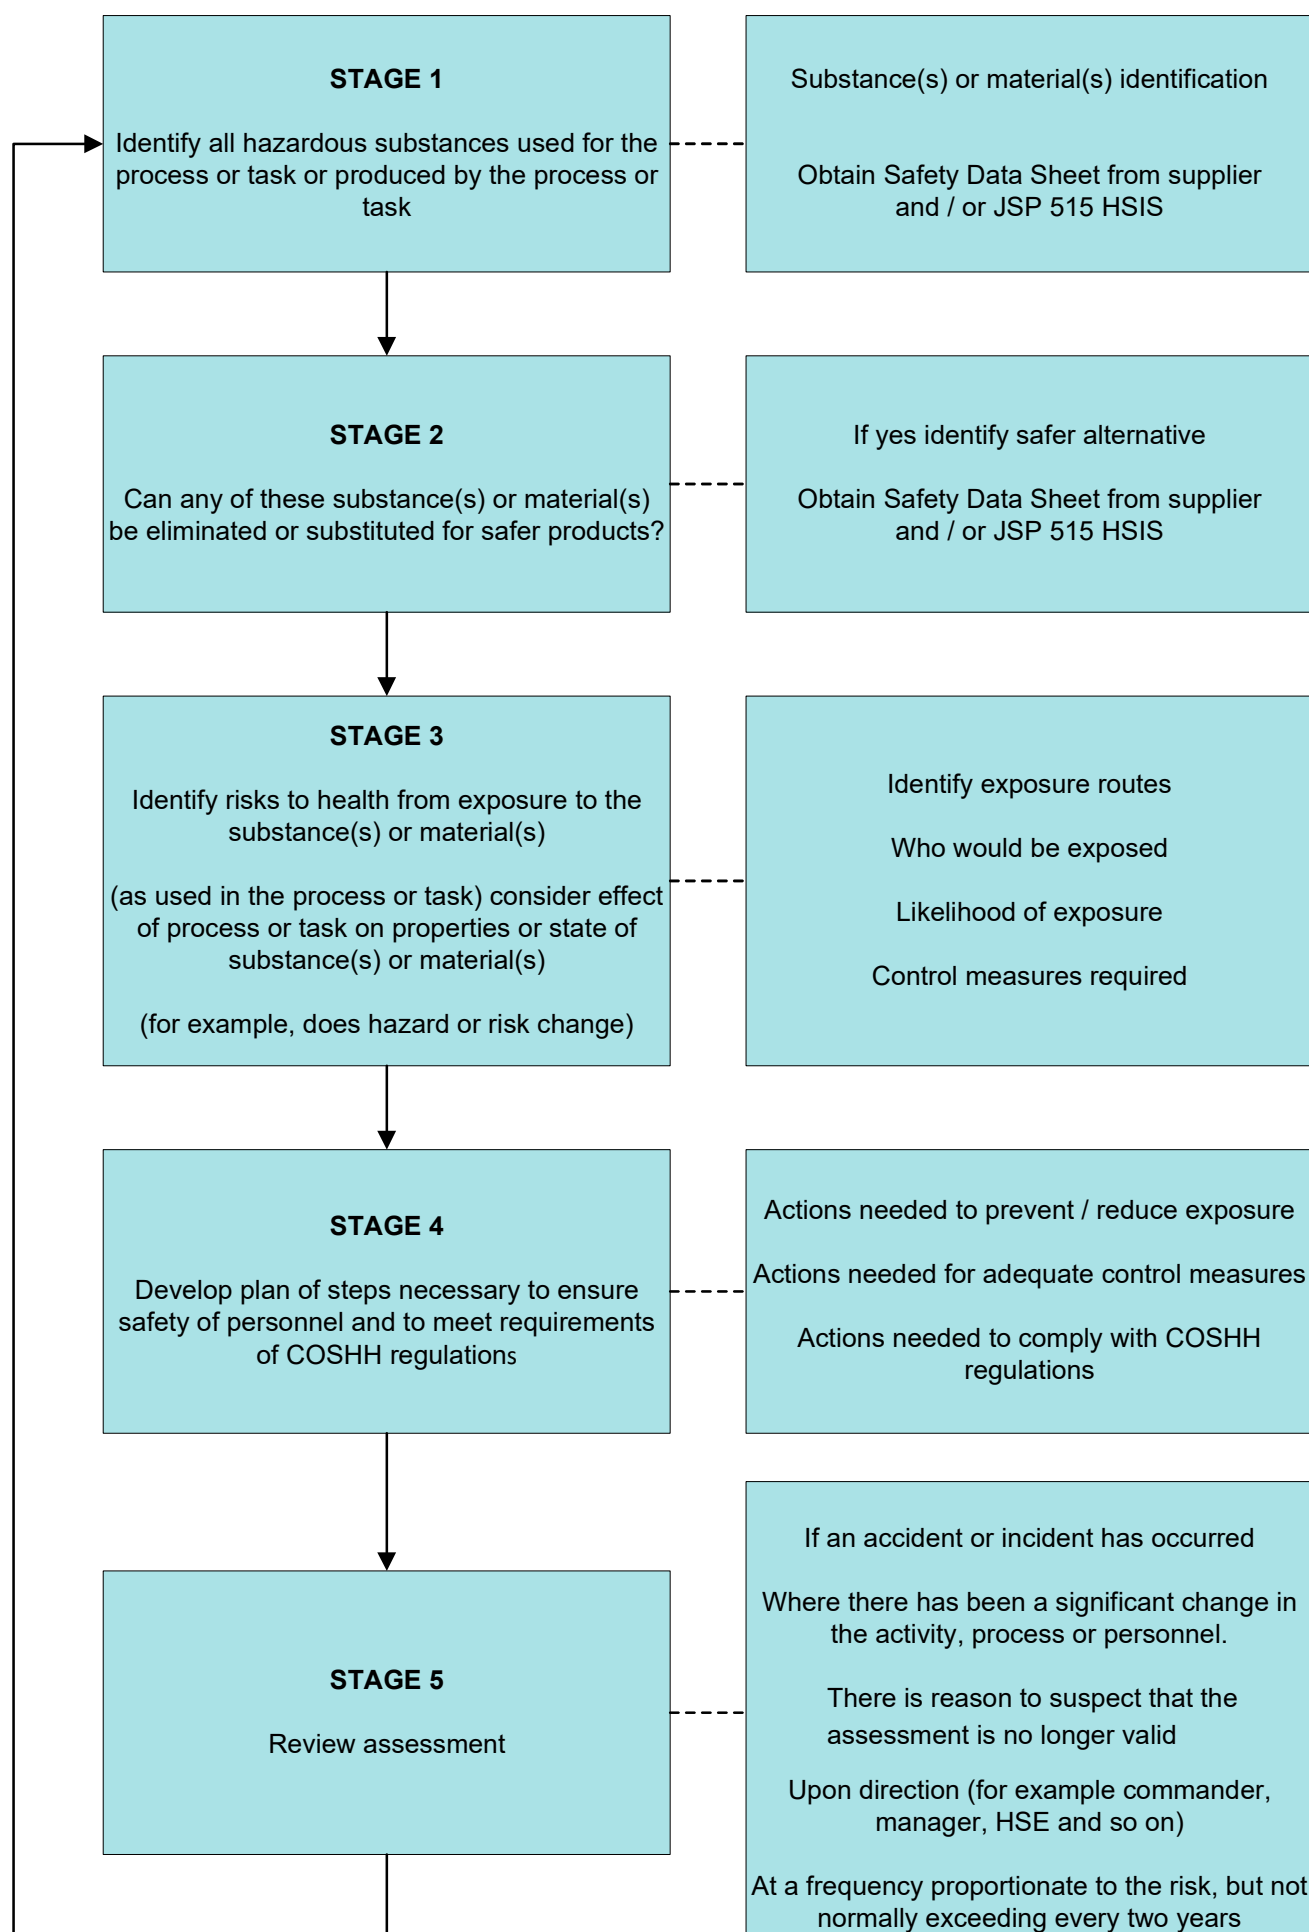 STAGE 1
Identify all hazardous substances used for the
process or task or produced by the process or
task
Substance(s) or material(s) identification
Obtain Safety Data Sheet from supplier
and / or JSP 515 HSIS
STAGE 2
Can any of these substance(s) or material(s)
be eliminated or substituted for safer products?
If yes identify safer alternative
Obtain Safety Data Sheet from supplier
and / or JSP 515 HSIS
STAGE 3
Identify risks to health from exposure to the
substance(s) or material(s)
(as used in the process or task) consider effect
of process or task on properties or state of
substance(s) or material(s)
(for example, does hazard or risk change)
Identify exposure routes
Who would be exposed
Likelihood of exposure
Control measures required
STAGE 4
Develop plan of steps necessary to ensure
safety of personnel and to meet requirements
of COSHH regulations
Actions needed to prevent / reduce exposure
Actions needed for adequate control measures
Actions needed to comply with COSHH
regulations
STAGE 5
Review assessment
If an accident or incident has occurred
Where there has been a significant change in
the activity, process or personnel.
There is reason to suspect that the
assessment is no longer valid
Upon direction (for example commander,
manager, HSE and so on)
At a frequency proportionate to the risk, but not
normally exceeding every two years